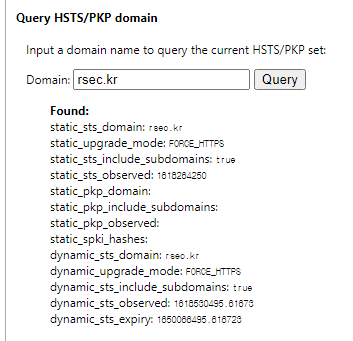 Query HSTS/PKP domain
Input a domain name to query the current HSTS/PKP set:
Domain: rsec.kr Query
Found:
static_sts_domain: rsec.kr
static_upgrade_mode: FORCE_HTTPS
static_sts_include_subdomains: true
static_sts_observed: 1618264250
static_pkp_domain:
static_pkp_include_subdomains:
static_pkp_observed:
static_spki_hashes:
dynamic_sts_domain: rsec.kr
dynamic_upgrade_mode: FORCE_HTTPS
dynamic_sts_include_subdomains: true
dynamic_sts_observed: 1618530495.61673
dynamic_sts_expiry: 1650066495.616723